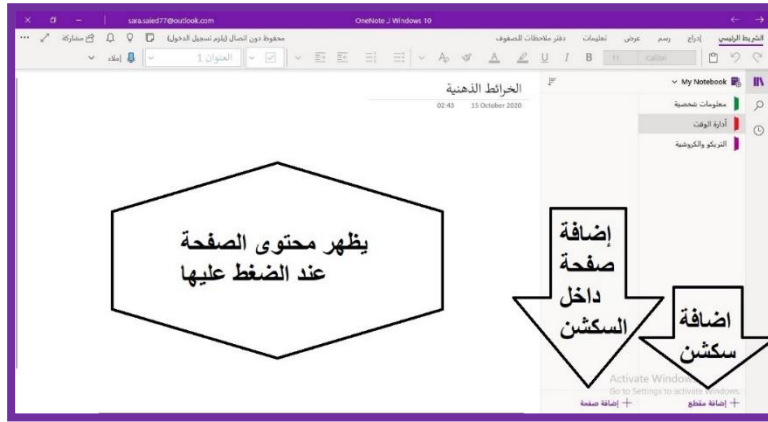 sara.saied77@outlook.com
OneNote لـ Windows 10
الشريط الرئيسي إدراج رسم عرض تعليمات دفتر ملاحظات للصفوف
محفوظ دون اتصال (يلزم تسجيل الدخول)
مشاركة
B I U
Calibri 11
العنوان 1
إملاء
My Notebook
معلومات شخصية
أدارة الوقت
التريكو والكروشية
الخرائط الذهنية
15 October 2020 02:43
يظهر محتوى الصفحة
عند الضغط عليها
إضافة
صفحة
داخل
السكشن
اضافة
سكشن
Activate Windows
Go to Settings to activate Windows.
+ إضافة مقطع
+ إضافة صفحة